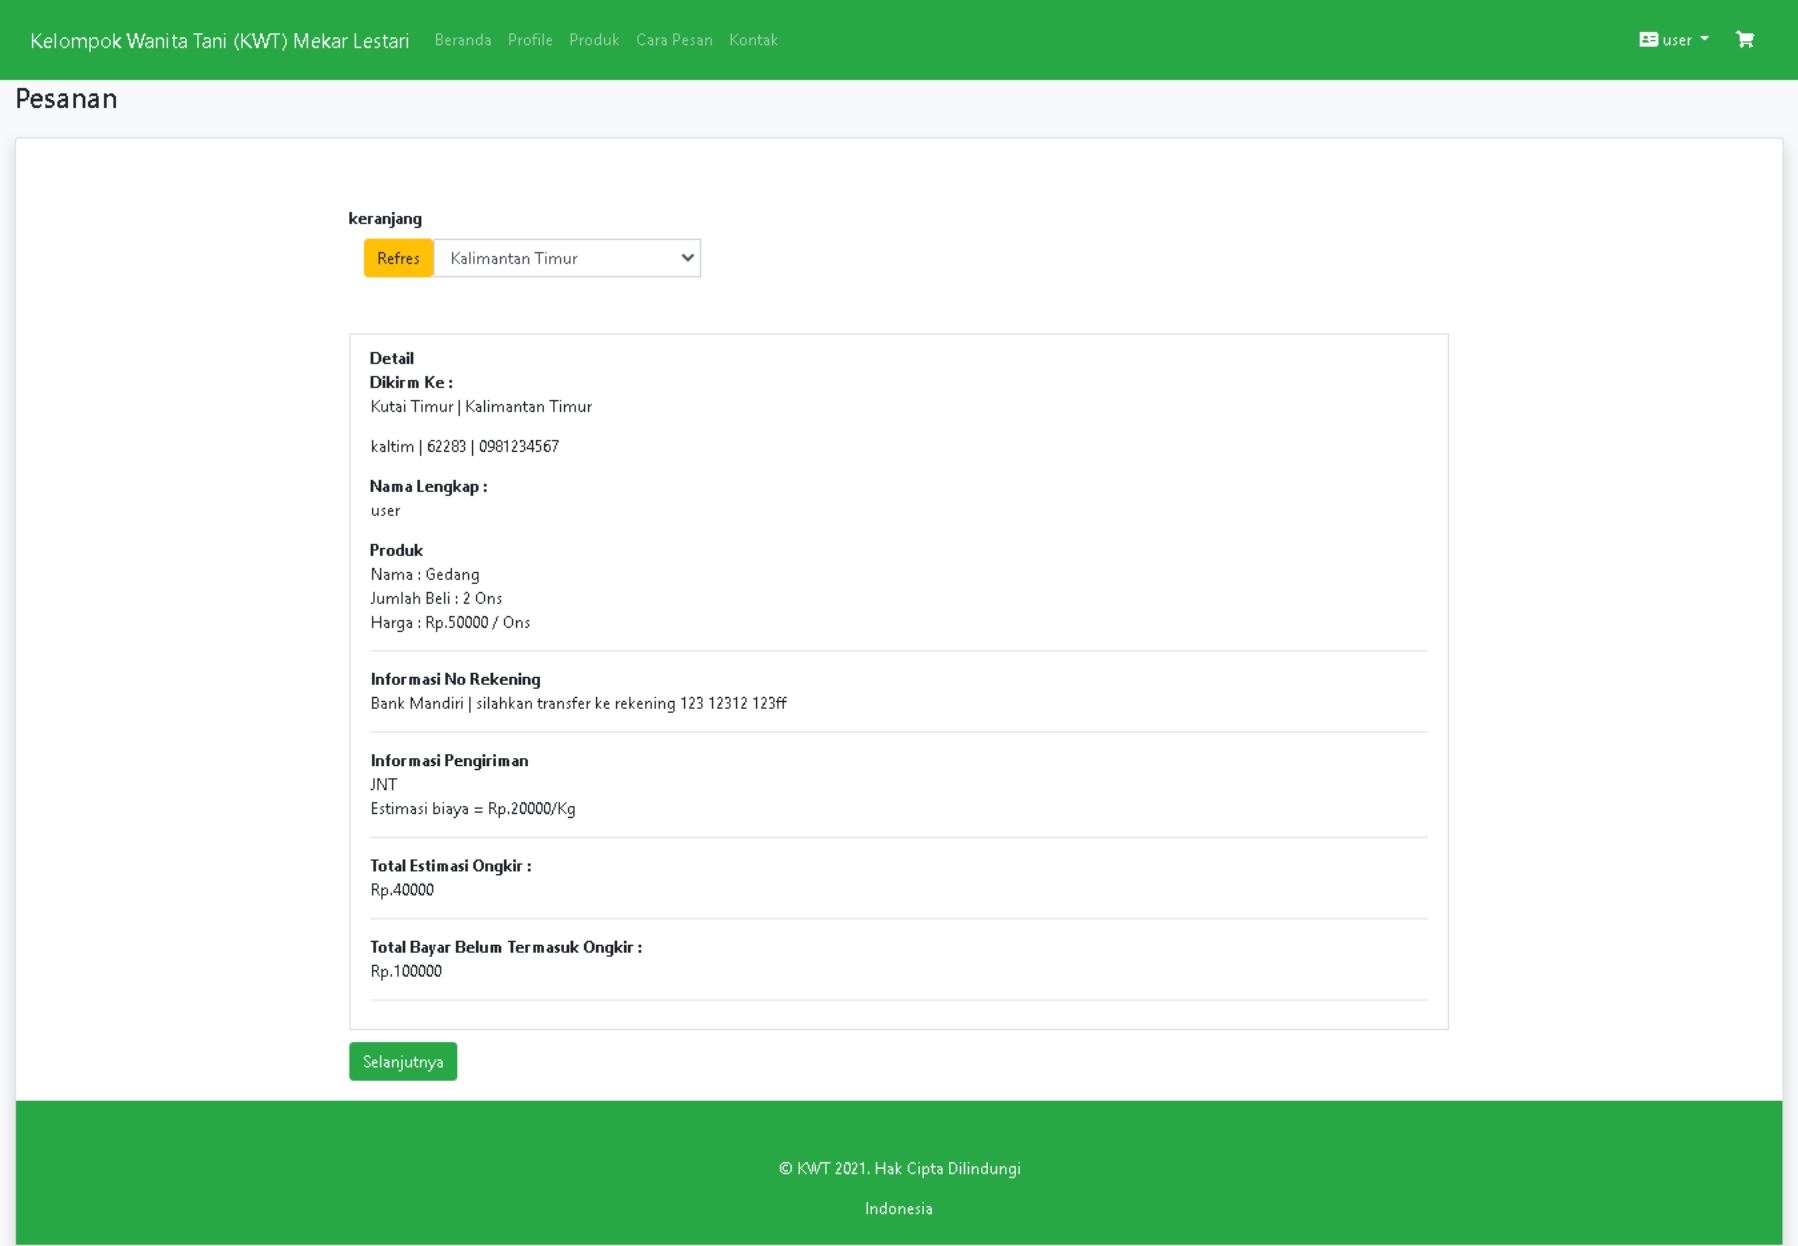 Kelompok Wanita Tani (KWT) Mekar Lestari Beranda Profile Produk Cara Pesan Kontak user
Pesanan
keranjang
Refres Kalimantan Timur
Detail
Dikirm Ke :
Kutai Timur | Kalimantan Timur
kaltim | 62283 | 0981234567
Nama Lengkap :
user
Produk
Nama : Gedang
Jumlah Beli : 2 Ons
Harga : Rp.50000 / Ons
Informasi No Rekening
Bank Mandiri | silahkan transfer ke rekening 123 12312 123ff
Informasi Pengiriman
JNT
Estimasi biaya = Rp.20000/Kg
Total Estimasi Ongkir :
Rp.40000
Total Bayar Belum Termasuk Ongkir :
Rp.100000
Selanjutnya
© KWT 2021. Hak Cipta Dilindungi
Indonesia